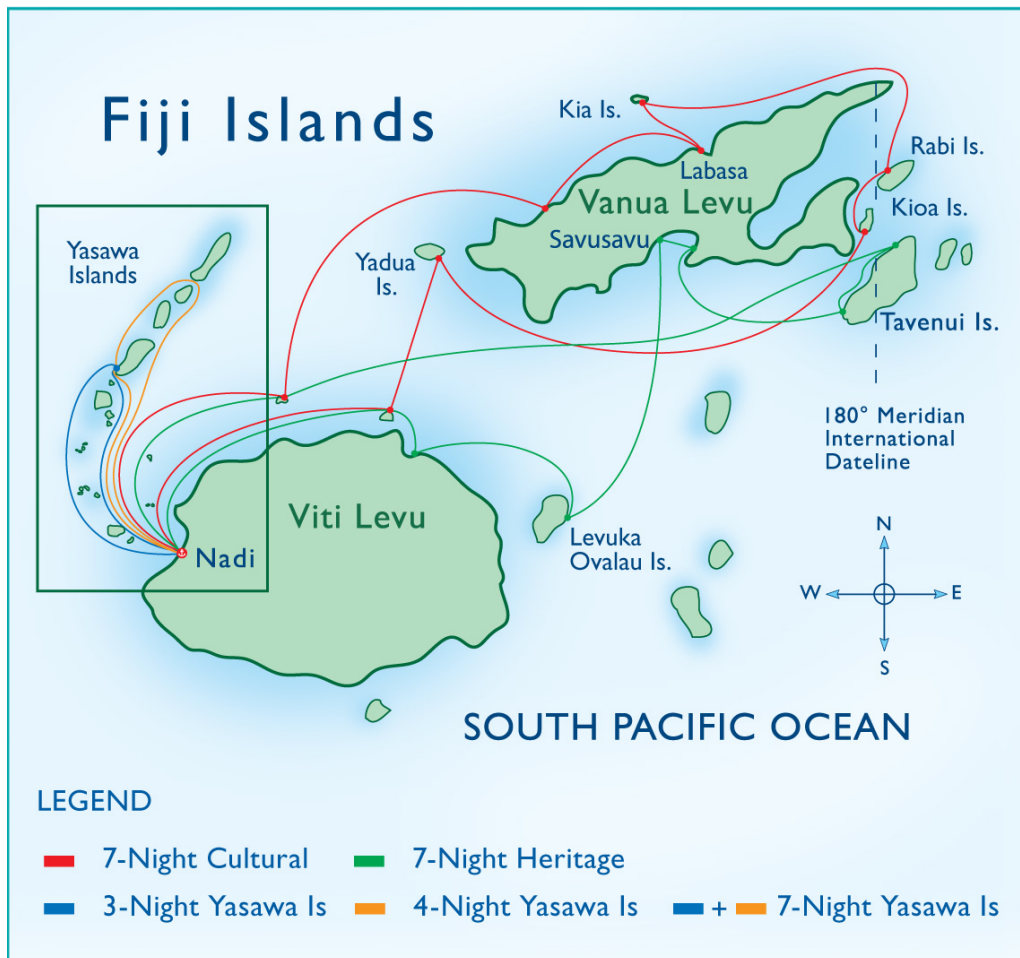 Fiji Islands
Kia Is.
Labasa
Rabi Is.
Vanua Levu
Kioa Is.
Savusavu
Yasawa
Islands
Yadua
Is.
Tavenui Is.
180° Meridian
International
Dateline
Viti Levu
Nadi
Levuka
Ovalau Is.
N
W
E
S
SOUTH PACIFIC OCEAN
LEGEND
7-Night Cultural
7-Night Heritage
3-Night Yasawa Is
4-Night Yasawa Is
+
7-Night Yasawa Is